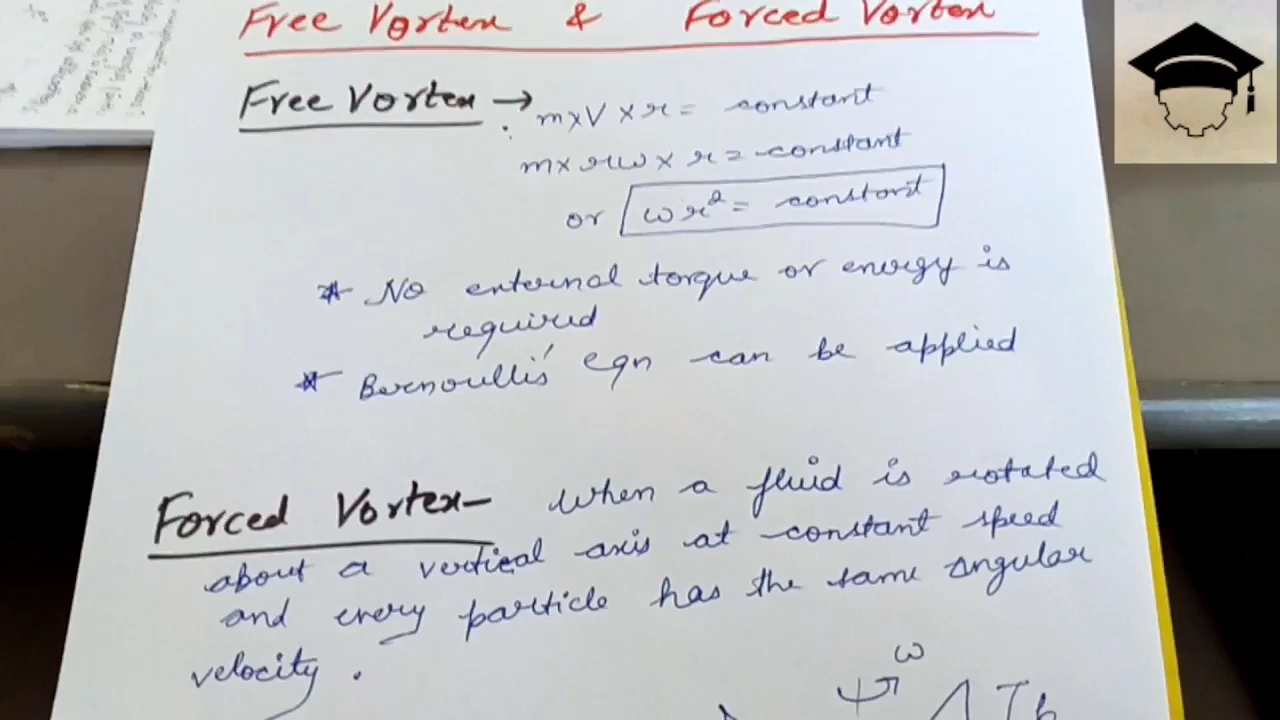 Free Vortex & Forced Vortex
Free Vortex → m×V×r = constant
m×rω×r = constant
or ωr² = constant
* No external torque or energy is
required
* Bernoulli's eqn can be applied
Forced Vortex— When a fluid is rotated
about a vertical axis at constant speed
and every particle has the same angular
velocity.
ω